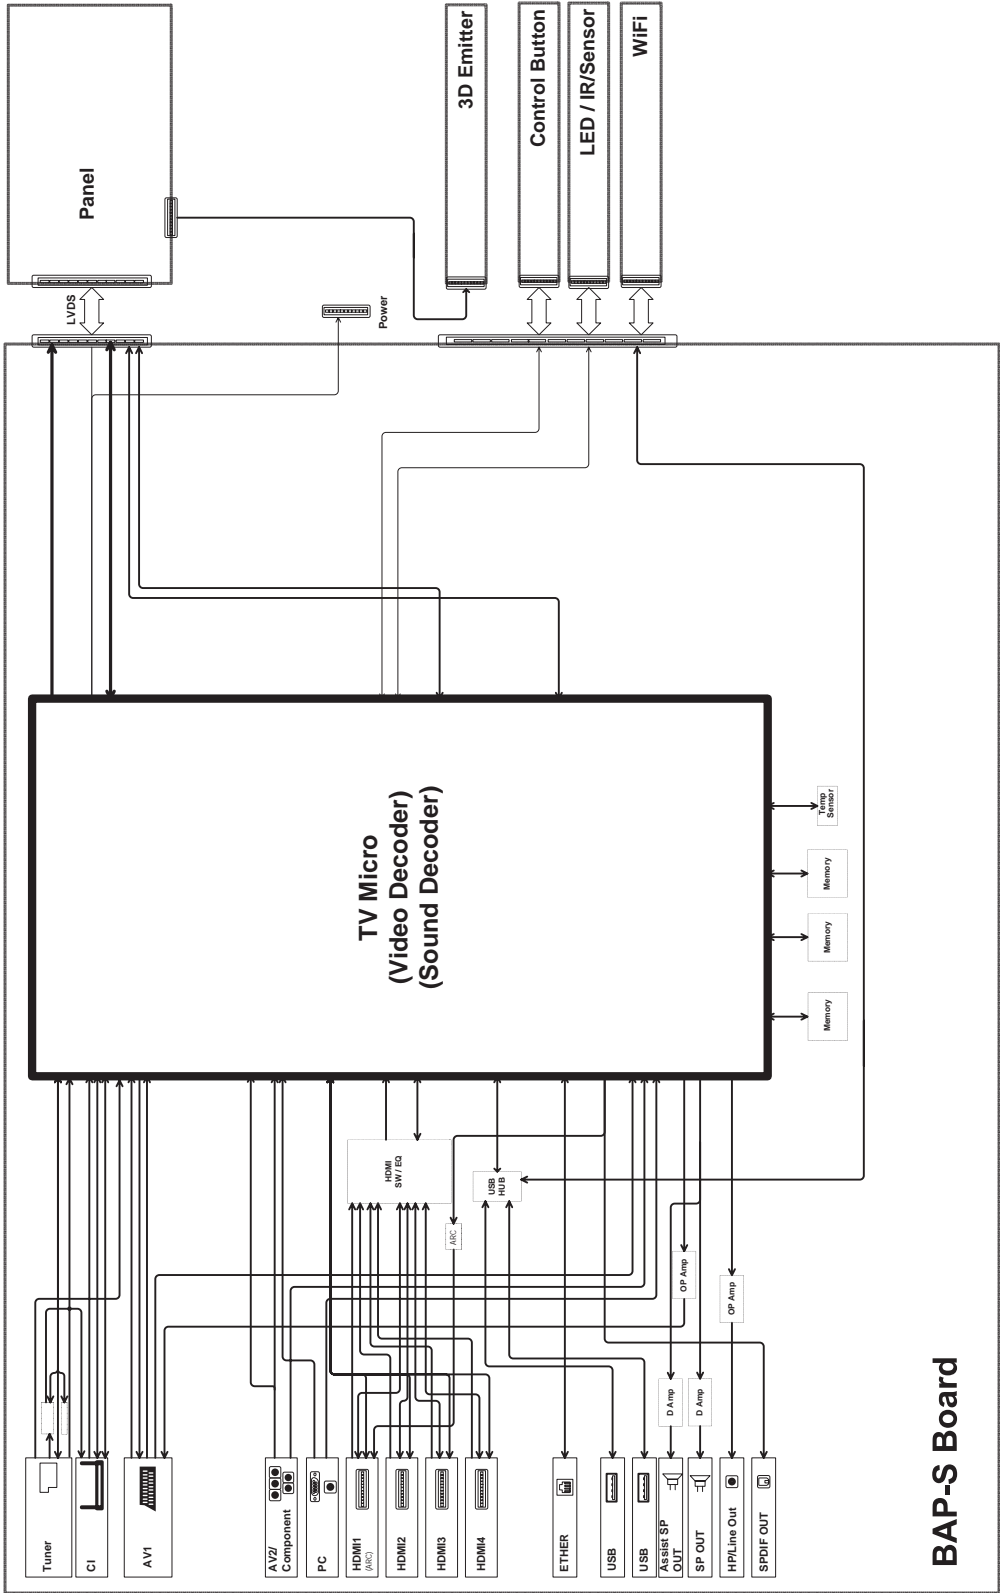 Tuner
CI
AV1
AV2/
Component
PC
HDMI1
(ARC)
HDMI2
HDMI3
HDMI4
ETHER
USB
USB
Assist SP
OUT
SP OUT
HP/Line Out
SPDIF OUT
D Amp
D Amp
OP Amp
OP Amp
ARC
HDMI
SW / EQ
USB
HUB
TV Micro
(Video Decoder)
(Sound Decoder)
Memory
Memory
Memory
Temp
Sensor
LVDS
Power
Panel
3D Emitter
Control Button
LED / IR/Sensor
WiFi
BAP-S Board